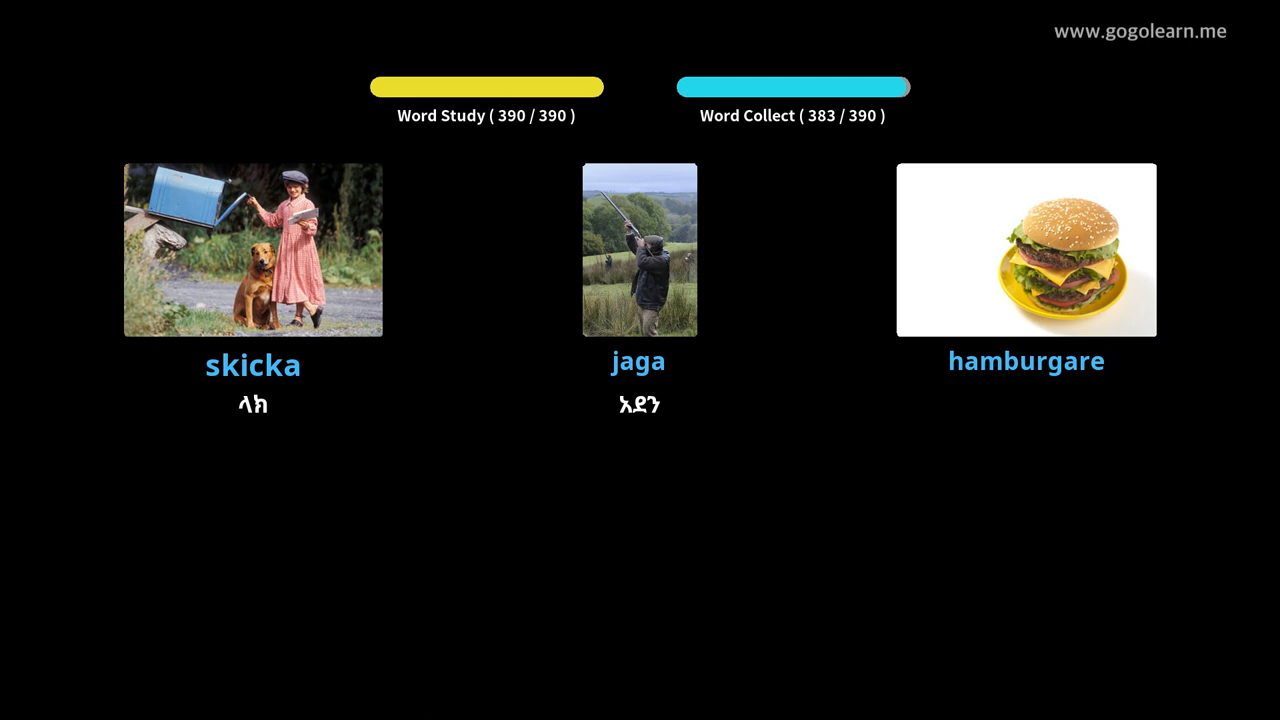 www.gogolearn.me
Word Study ( 390 / 390 )
Word Collect ( 383 / 390 )
skicka
jaga
hamburgare
ላክ
አደን